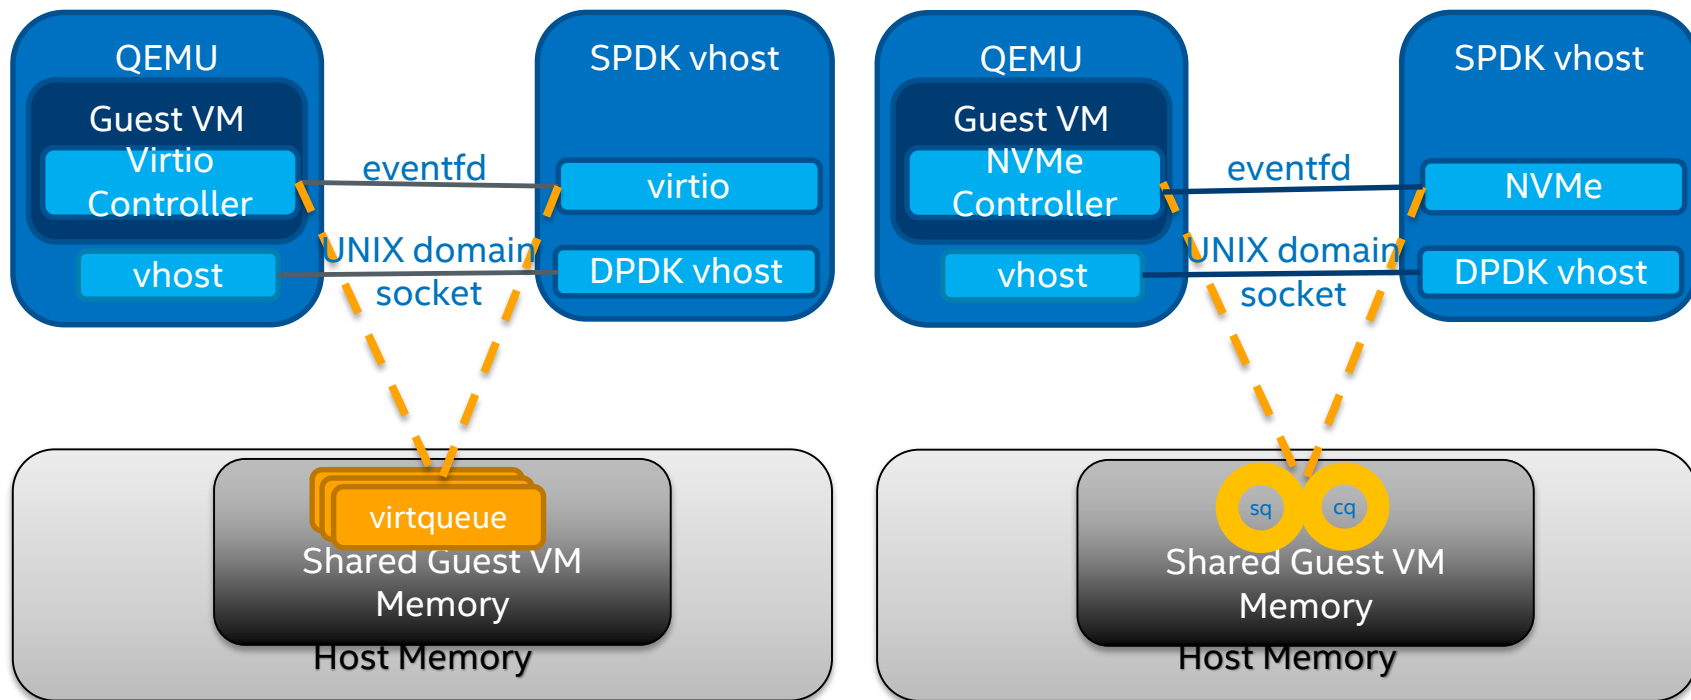 QEMU
Guest VM
Virtio
Controller
vhost
eventfd
UNIX domain
socket
SPDK vhost
virtio
DPDK vhost
virtqueue
Shared Guest VM
Memory
Host Memory
QEMU
Guest VM
NVMe
Controller
vhost
eventfd
UNIX domain
socket
SPDK vhost
NVMe
DPDK vhost
sq
cq
Shared Guest VM
Memory
Host Memory